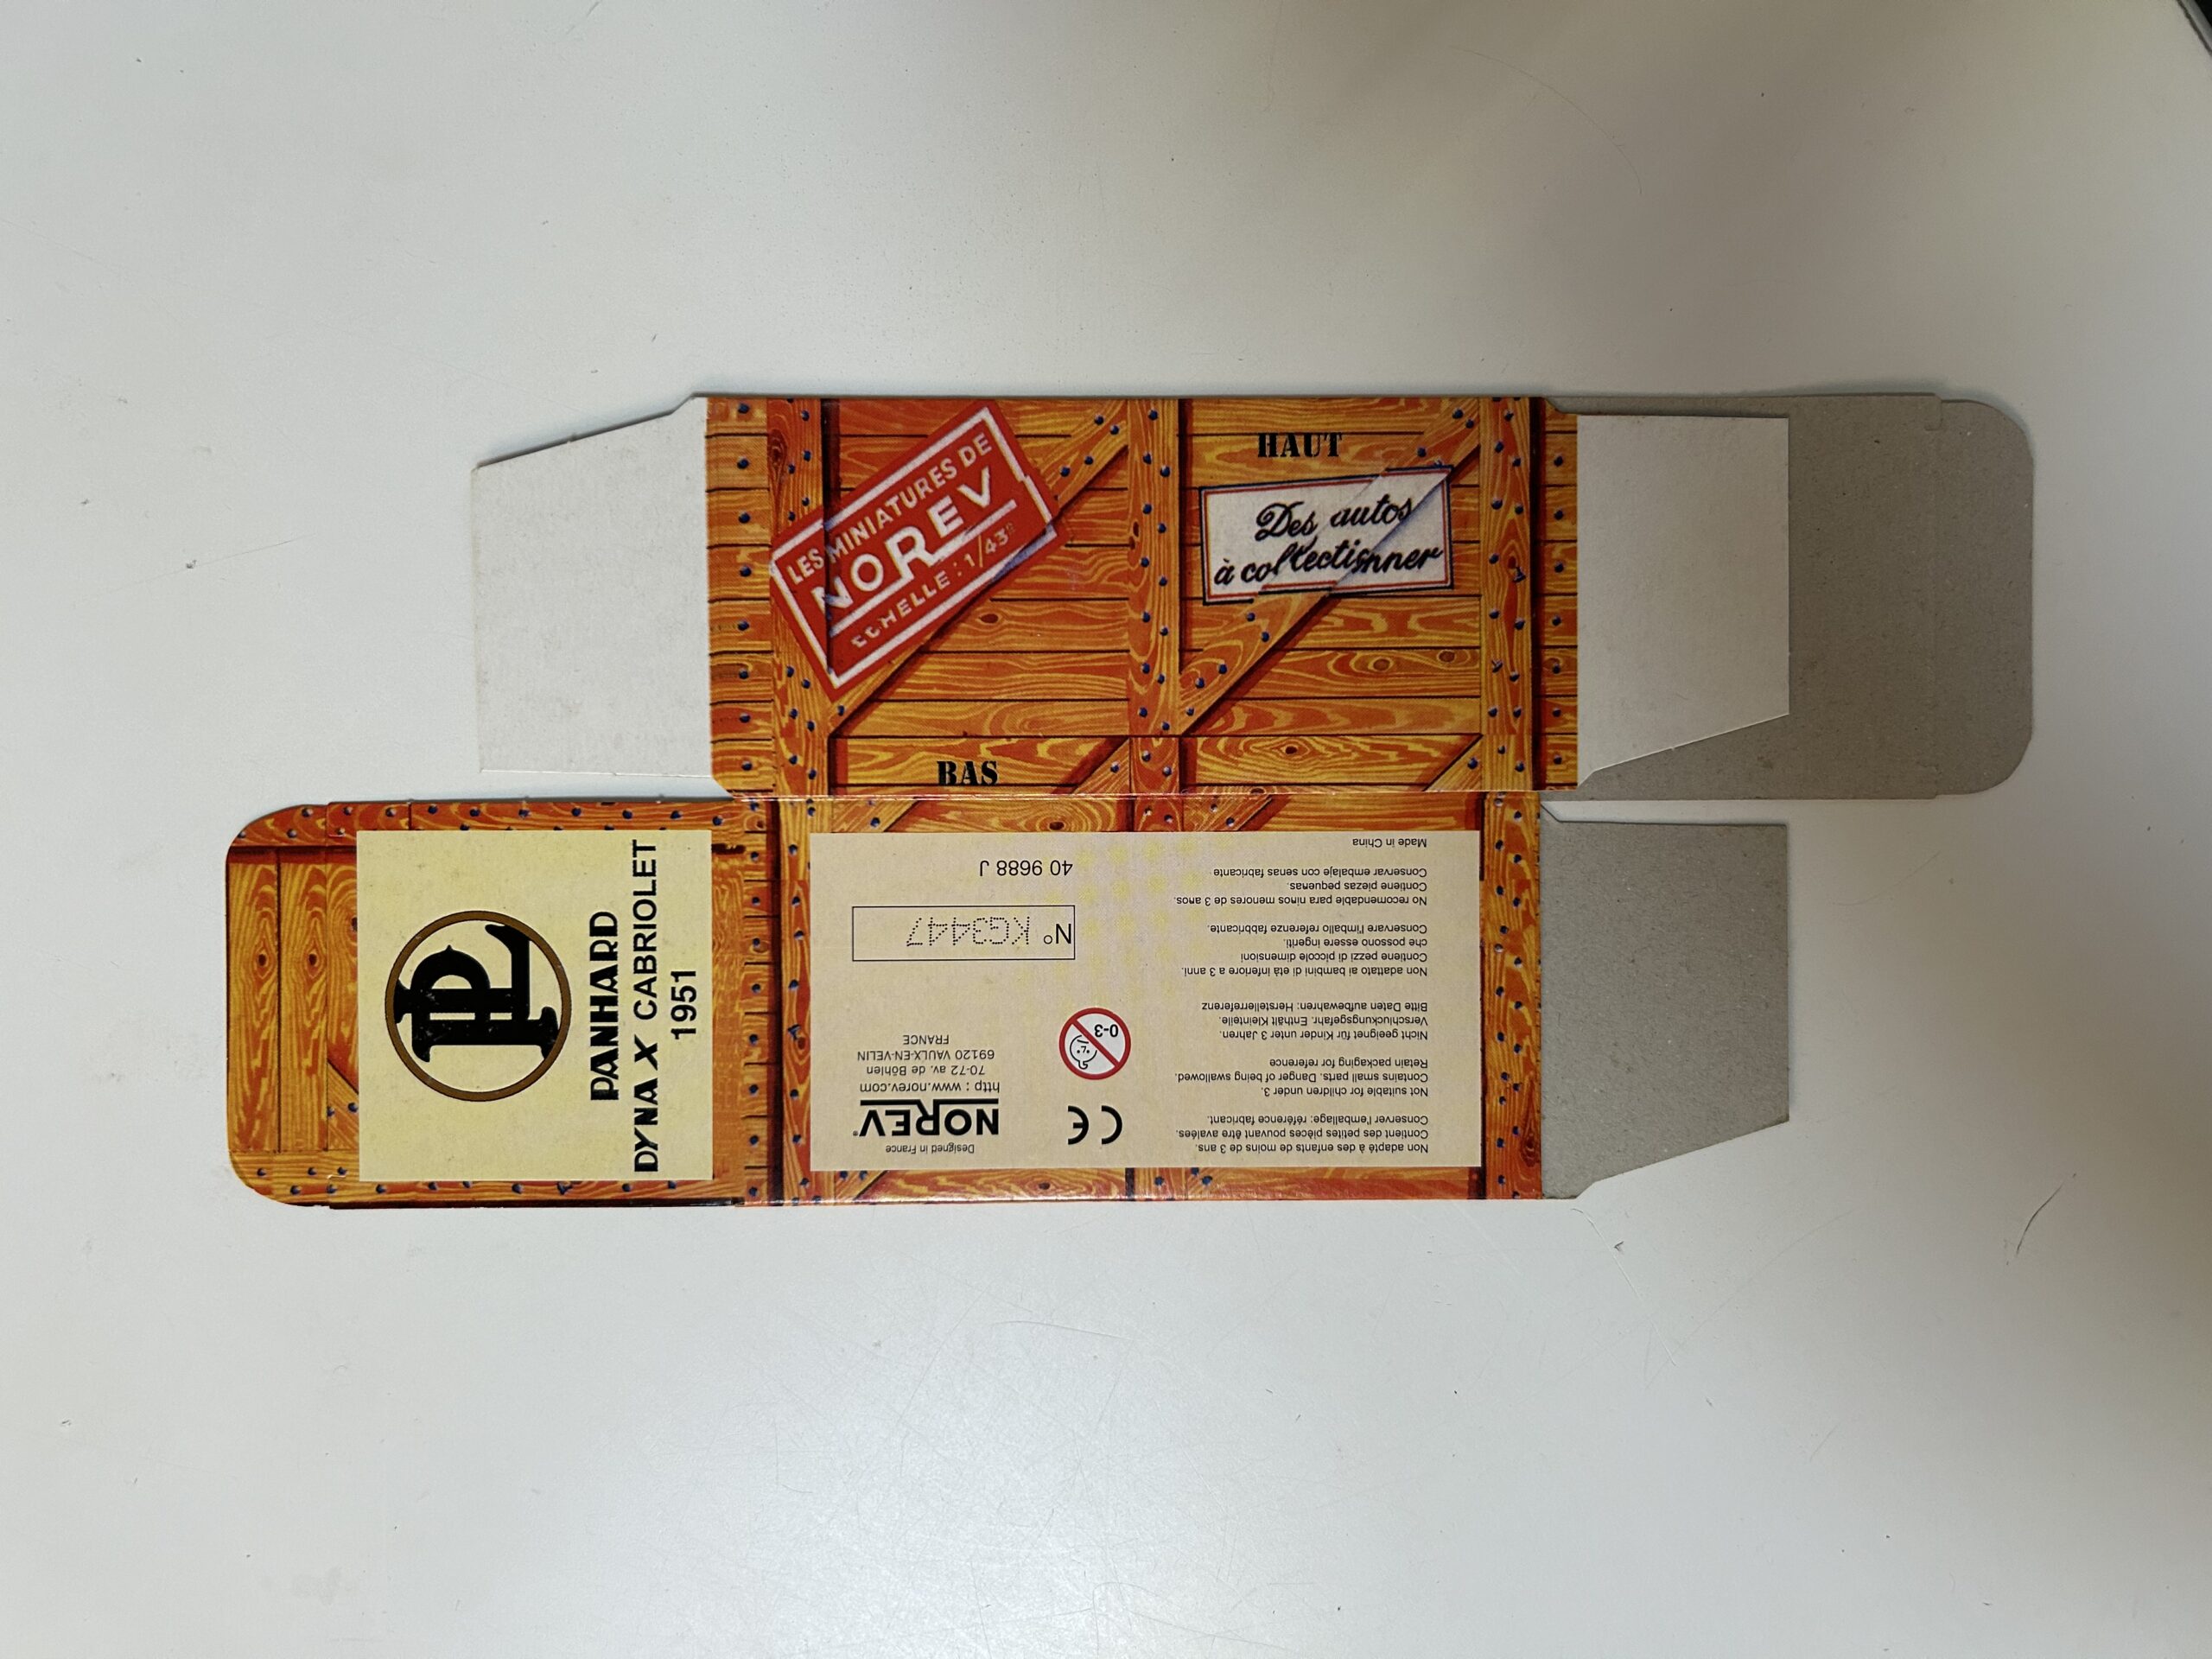 LES MINIATURES DE
NOREV
ECHELLE : 1/43e
HAUT
Des autos
à collectionner
BAS
PL
PANHARD
DYNA X CABRIOLET
1951
Non adapté à des enfants de moins de 3 ans.
Contient des petites pièces pouvant être avalées.
Conserver l'emballage: référence fabricant.
Not suitable for children under 3.
Contains small parts. Danger of being swallowed.
Retain packaging for reference
Nicht geeignet für Kinder unter 3 Jahren.
Verschluckungsgefahr. Enthält Kleinteile.
Bitte Daten aufbewahren: Herstellerreferenz
Non adattato ai bambini di età inferiore a 3 anni.
Contiene pezzi di piccole dimensioni
che possono essere ingeriti.
Conservare l'imballo referenze fabbricante.
No recomendable para ninos menores de 3 anos.
Contiene piezas pequenas.
Conservar embalaje con senas fabricante
Made in China
CE
0-3
Designed in France
NOREV®
http : www.norev.com
70-72 av. de Böhlen
69120 VAULX-EN-VELIN
FRANCE
N° KG3447
40 9688 J